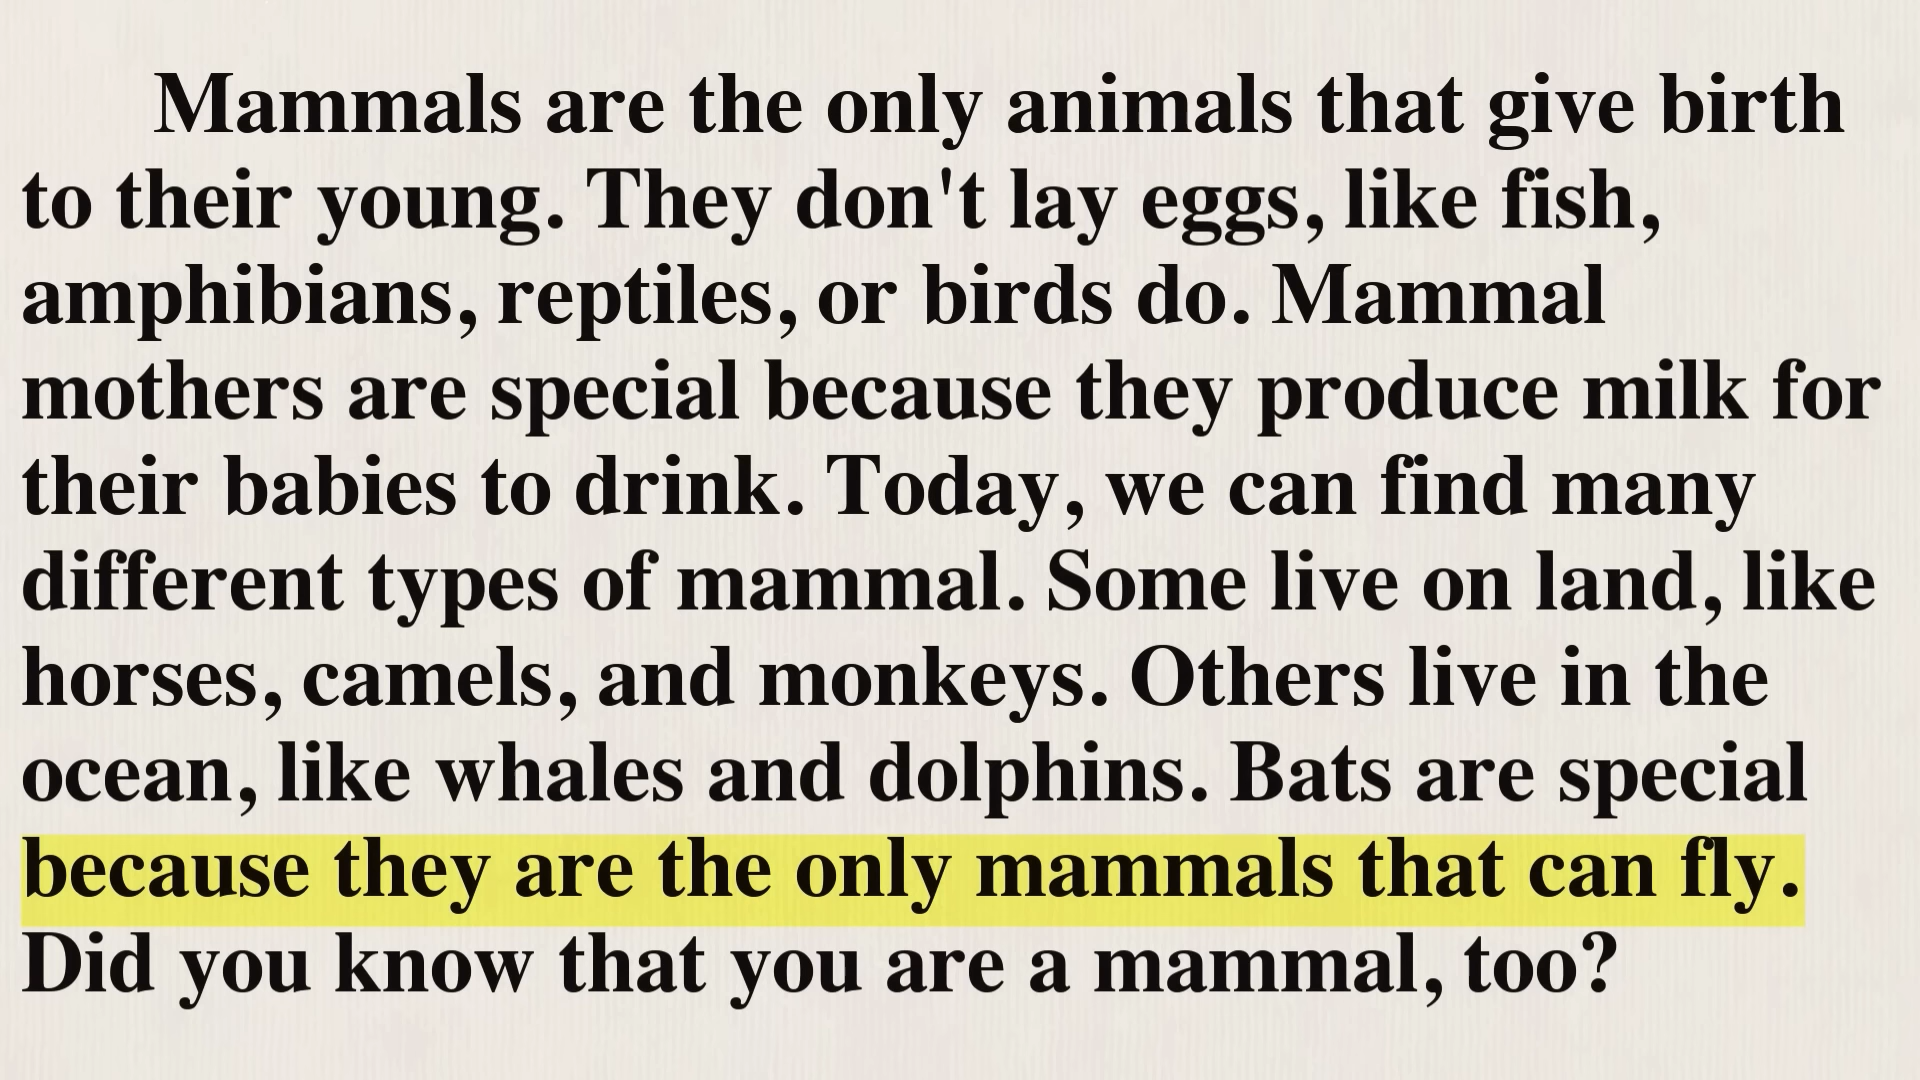 Mammals are the only animals that give birth
to their young. They don't lay eggs, like fish,
amphibians, reptiles, or birds do. Mammal
mothers are special because they produce milk for
their babies to drink. Today, we can find many
different types of mammal. Some live on land, like
horses, camels, and monkeys. Others live in the
ocean, like whales and dolphins. Bats are special
because they are the only mammals that can fly.
Did you know that you are a mammal, too?